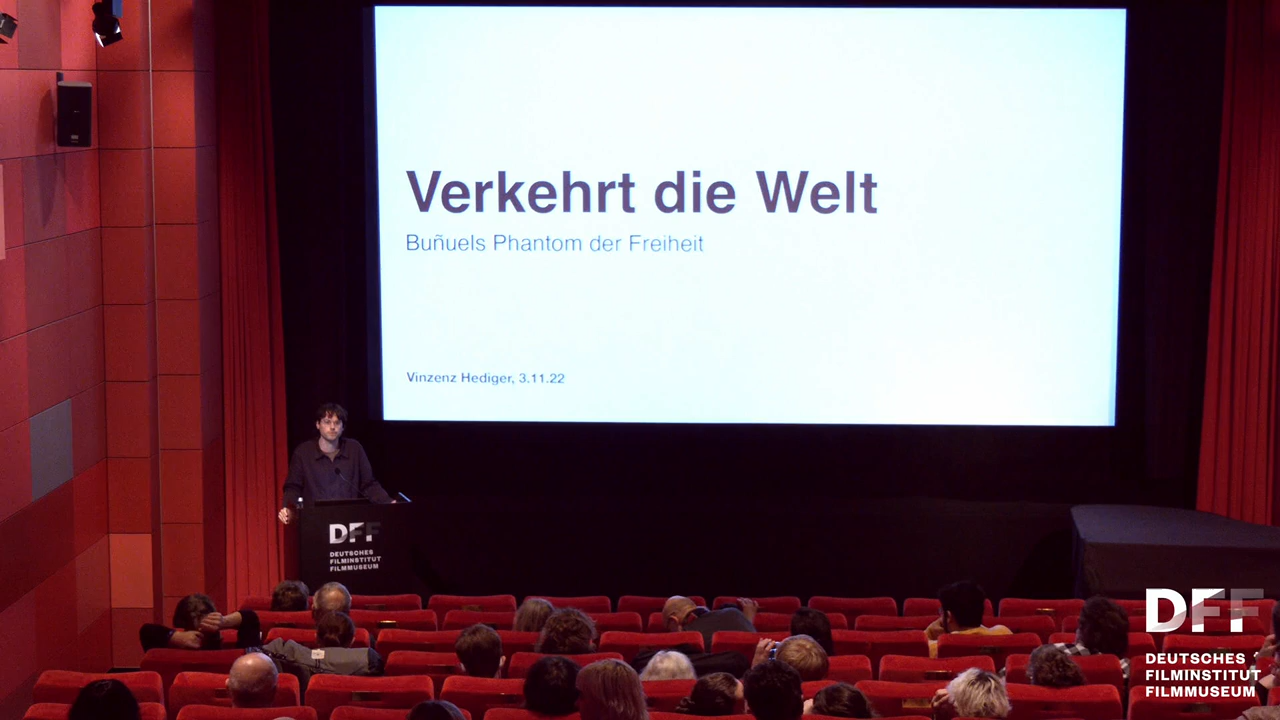 Verkehrt die Welt
Buñuels Phantom der Freiheit
Vinzenz Hediger, 3.11.22
DFF
DEUTSCHES
FILMINSTITUT
FILMMUSEUM
DFF
DEUTSCHES
FILMINSTITUT
FILMMUSEUM